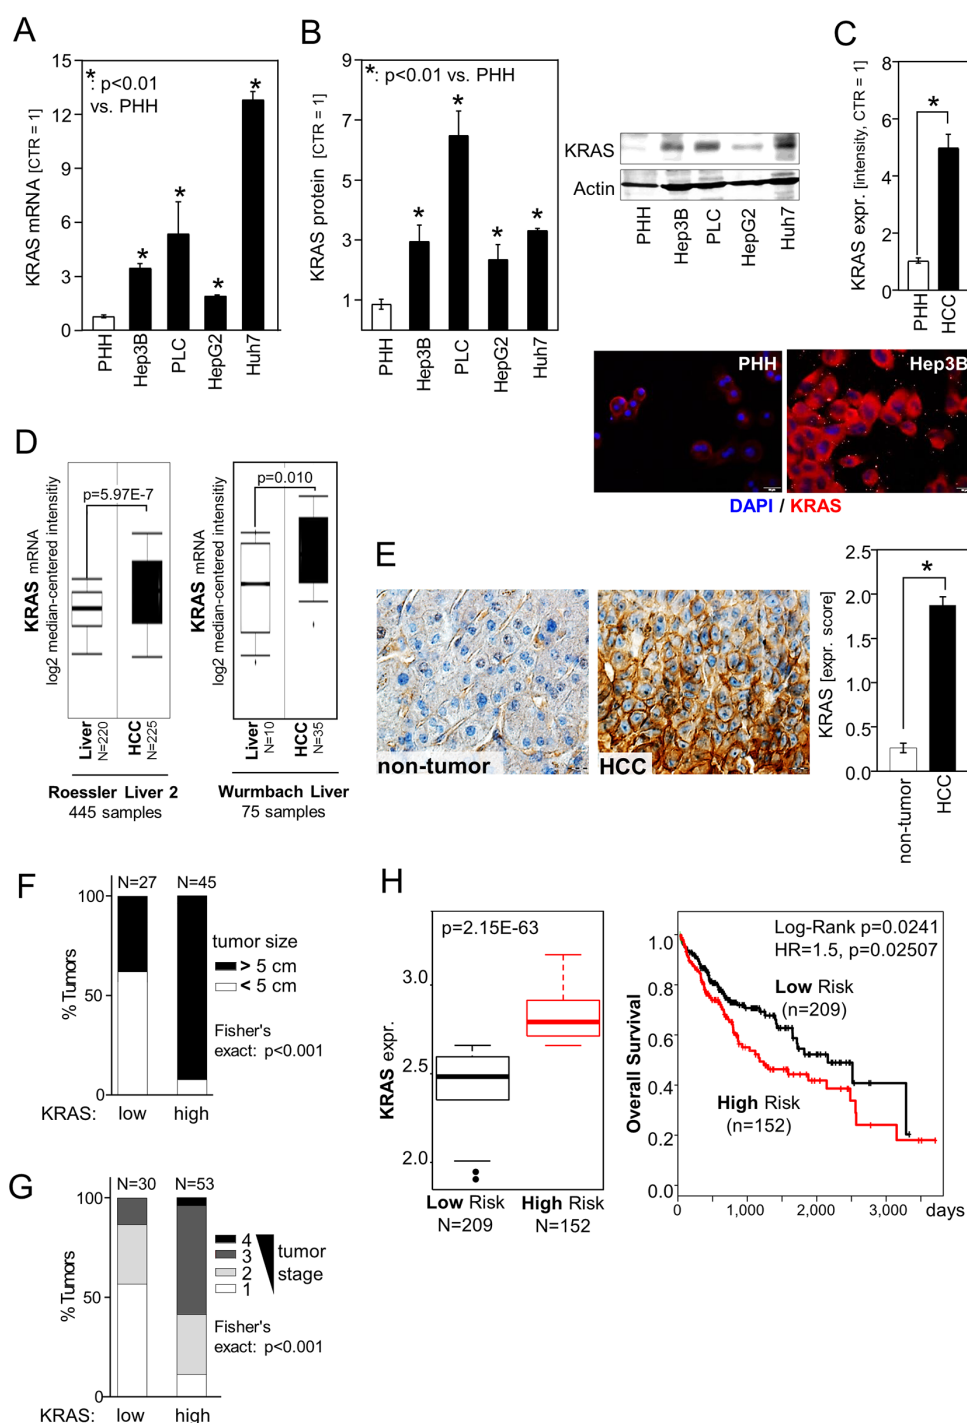 A
KRAS mRNA [CTR = 1]
15
12
9
6
3
0
*: p<0.01
vs. PHH
*
*
*
*
PHH
Hep3B
PLC
HepG2
Huh7
B
KRAS protein [CTR = 1]
9
7
5
3
1
*: p<0.01 vs. PHH
*
*
*
*
PHH
Hep3B
PLC
HepG2
Huh7
KRAS
Actin
PHH
Hep3B
PLC
HepG2
Huh7
C
KRAS expr. [intensity, CTR = 1]
8
6
4
2
0
*
PHH
HCC
PHH
Hep3B
DAPI / KRAS
D
KRAS mRNA
log2 median-centered intensitiy
p=5.97E-7
Liver
N=220
HCC
N=225
Roessler Liver 2
445 samples
KRAS mRNA
log2 median-centered intensity
p=0.010
Liver
N=10
HCC
N=35
Wurmbach Liver
75 samples
E
non-tumor
HCC
KRAS [expr. score]
2.5
2.0
1.5
1.0
0.5
0.0
*
non-tumor
HCC
F
% Tumors
100
50
0
N=27
N=45
tumor size
> 5 cm
< 5 cm
Fisher's
exact: p<0.001
KRAS:
low
high
G
% Tumors
100
50
0
N=30
N=53
4
3
2
1
tumor
stage
Fisher's
exact: p<0.001
KRAS:
low
high
H
KRAS expr.
3.0
2.5
2.0
p=2.15E-63
Low Risk
N=209
High Risk
N=152
Overall Survival
1.0
0.8
0.6
0.4
0.2
0.0
Log-Rank p=0.0241
HR=1.5, p=0.02507
Low Risk
(n=209)
High Risk
(n=152)
0
1,000
2,000
3,000
days